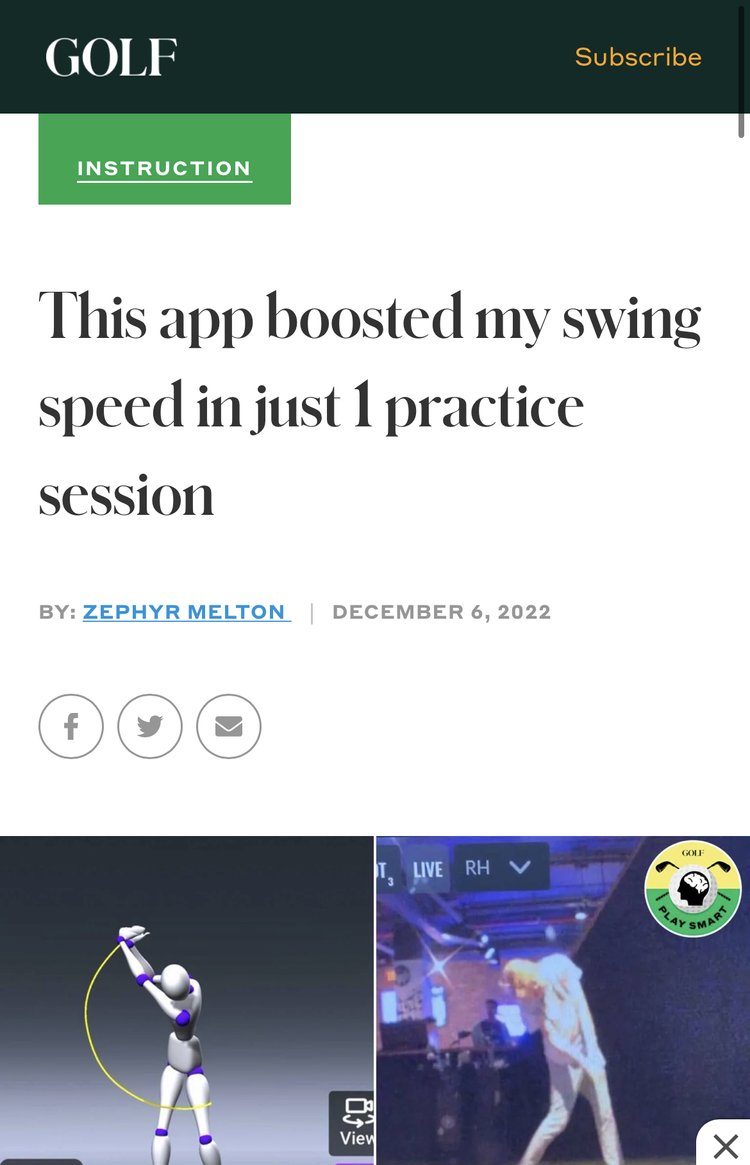 GOLF
Subscribe
INSTRUCTION
This app boosted my swing
speed in just 1 practice
session
BY: ZEPHYR MELTON | DECEMBER 6, 2022
LIVE RH
3
GOLF
PLAY SMART
View